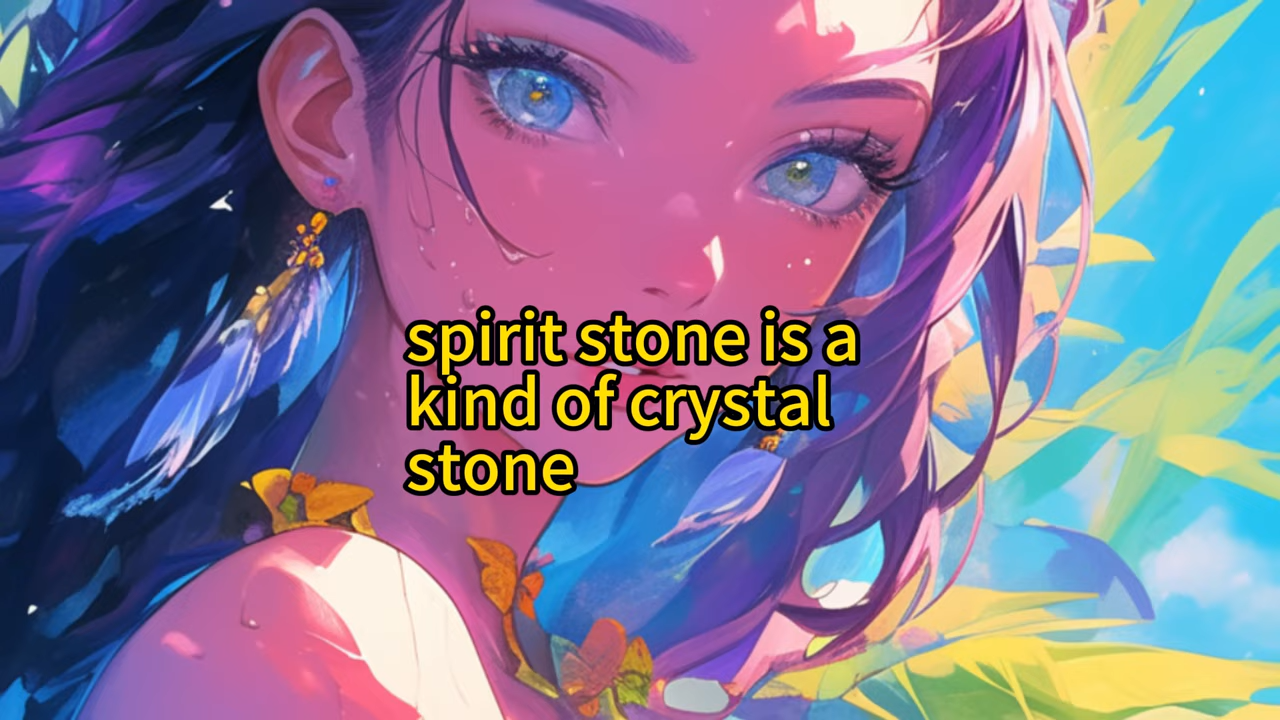 spirit stone is a
kind of crystal
stone